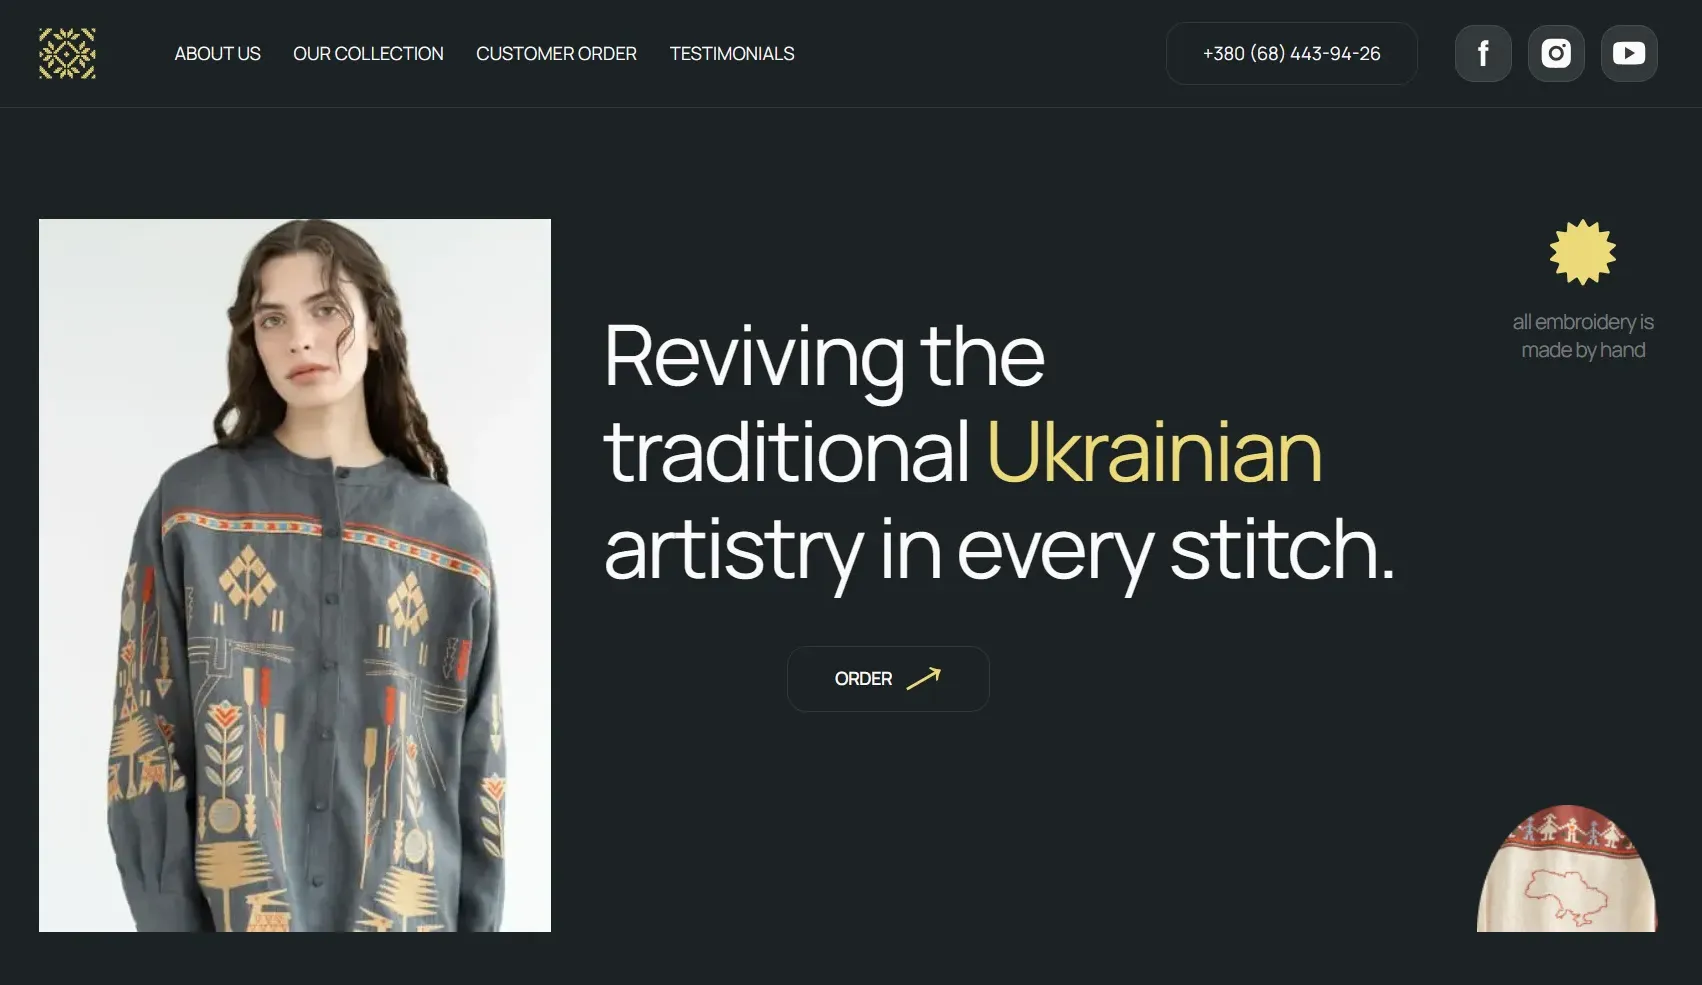 ABOUT US
OUR COLLECTION
CUSTOMER ORDER
TESTIMONIALS
+380 (68) 443-94-26
f
all embroidery is
made by hand
Reviving the
traditional Ukrainian
artistry in every stitch.
ORDER